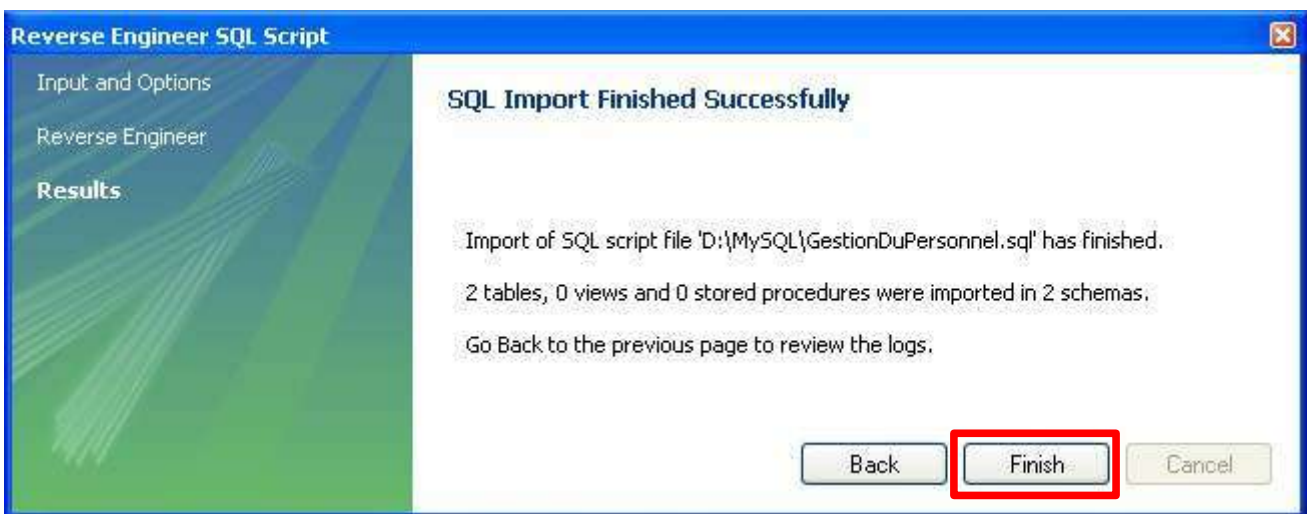 Reverse Engineer SQL Script
Input and Options
Reverse Engineer
Results
SQL Import Finished Successfully
Import of SQL script file 'D:\MySQL\GestionDuPersonnel.sql' has finished.
2 tables, 0 views and 0 stored procedures were imported in 2 schemas.
Go Back to the previous page to review the logs.
Back Finish Cancel